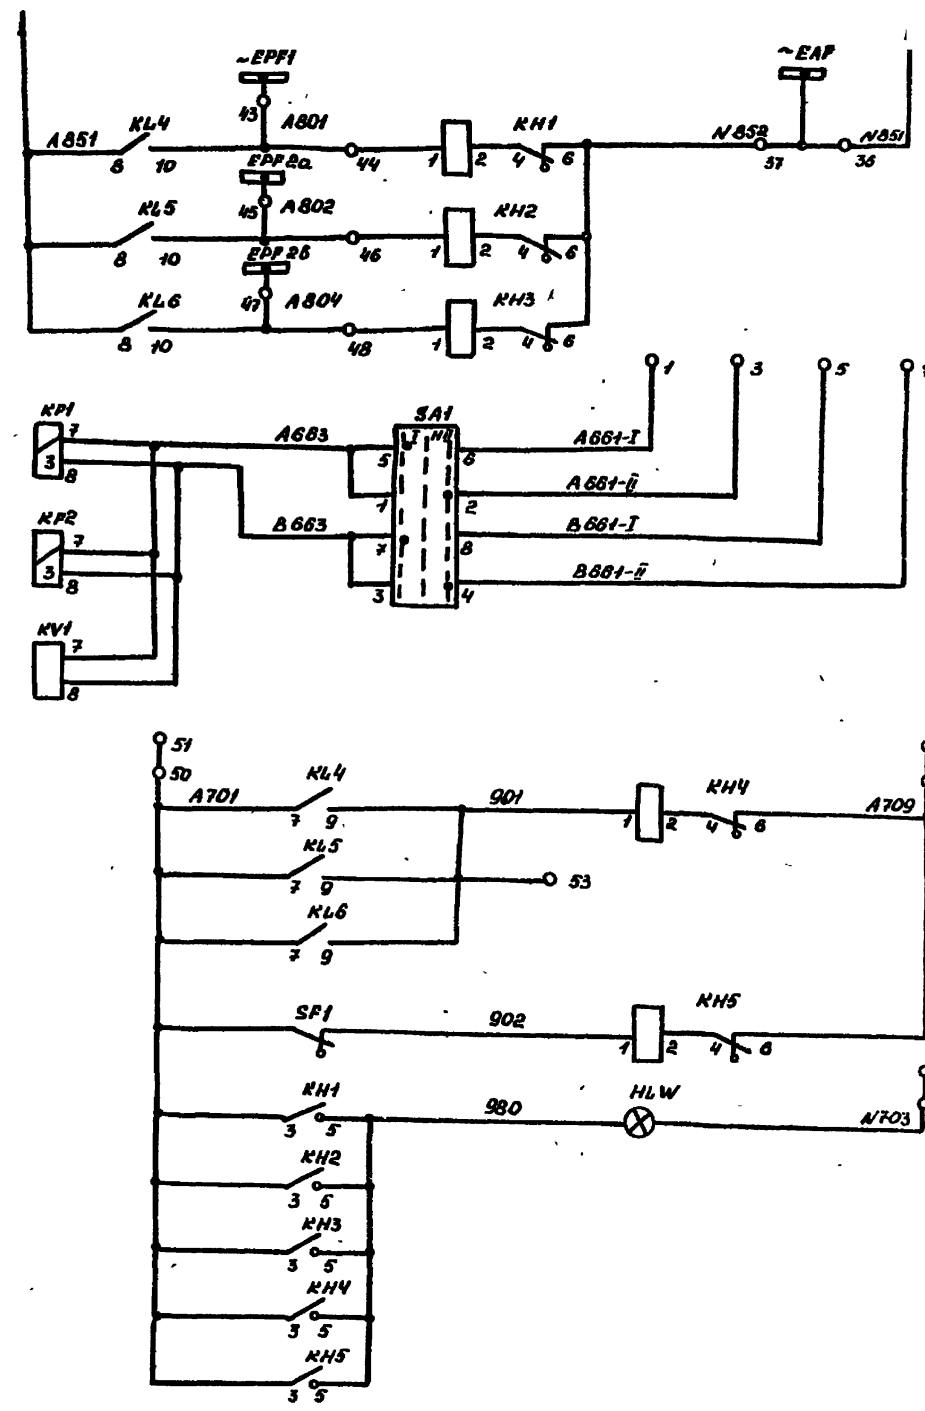 ~EPF1
~EAF
43
A851
KL4
A801
KH1
N852
N851
8
10
44
1
2
4
6
37
EPF2a
KL5
45
A802
KH2
8
10
46
1
2
4
6
EPF2б
KL6
47
A804
KH3
8
10
48
1
2
4
6
1
3
5
KP1
7
3
8
A663
SA1
I
5
6
A661-I
1
2
A661-II
KP2
7
3
8
B663
7
8
B661-I
3
4
B661-II
KV1
7
8
51
50
A701
KL4
7
9
901
1
2
KH4
4
6
A709
KL5
7
9
53
KL6
7
9
SF1
902
1
2
KH5
4
6
KH1
3
5
980
HLW
N703
KH2
3
5
KH3
3
5
KH4
3
5
KH5
3
5